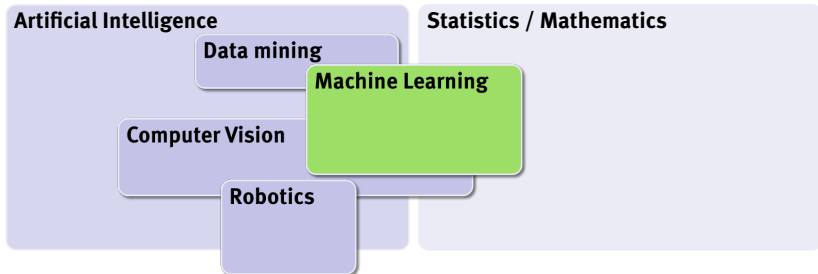 Artificial Intelligence
Statistics / Mathematics
Data mining
Machine Learning
Computer Vision
Robotics